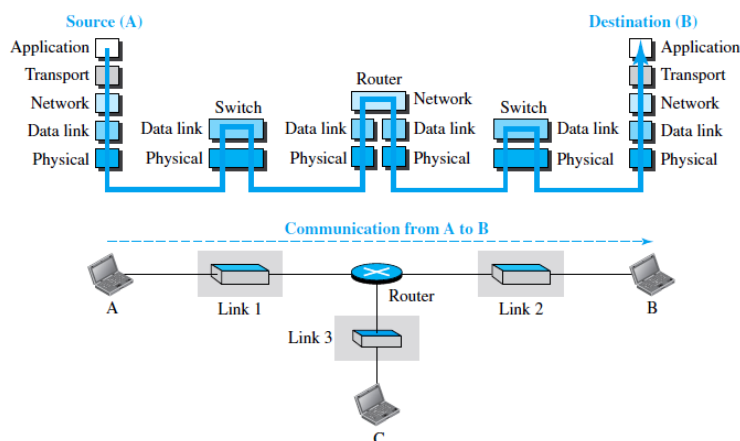 Source (A)
Destination (B)
Application
Application
Transport
Router
Transport
Network
Switch
Network
Switch
Network
Data link
Data link
Data link
Data link
Data link
Data link
Physical
Physical
Physical
Physical
Physical
Physical
Communication from A to B
A
Link 1
Router
Link 2
B
Link 3
C